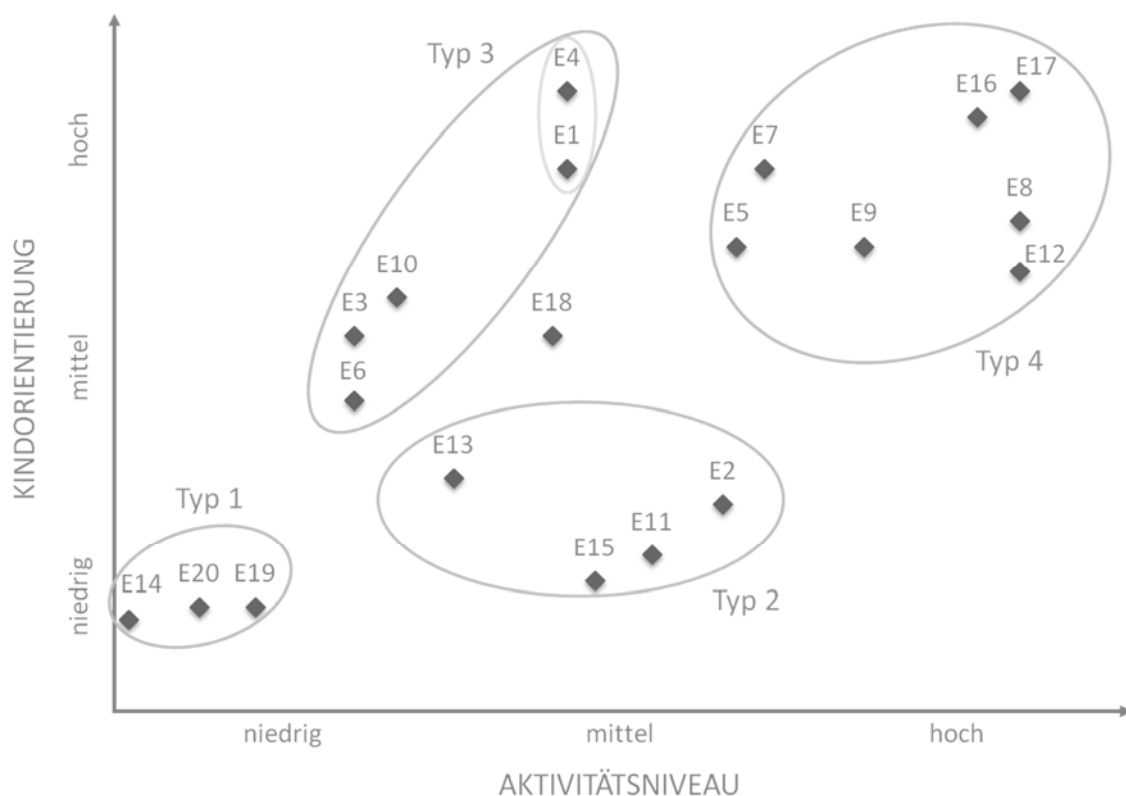 Typ 3
E4
E17
E16
hoch
E1
E7
E8
E5
E9
E12
E10
E3
E18
mittel
Typ 4
E6
KINDORIENTIERUNG
E13
E2
Typ 1
E11
E15
niedrig
E14
E20
E19
Typ 2
niedrig
mittel
hoch
AKTIVITÄTSNIVEAU